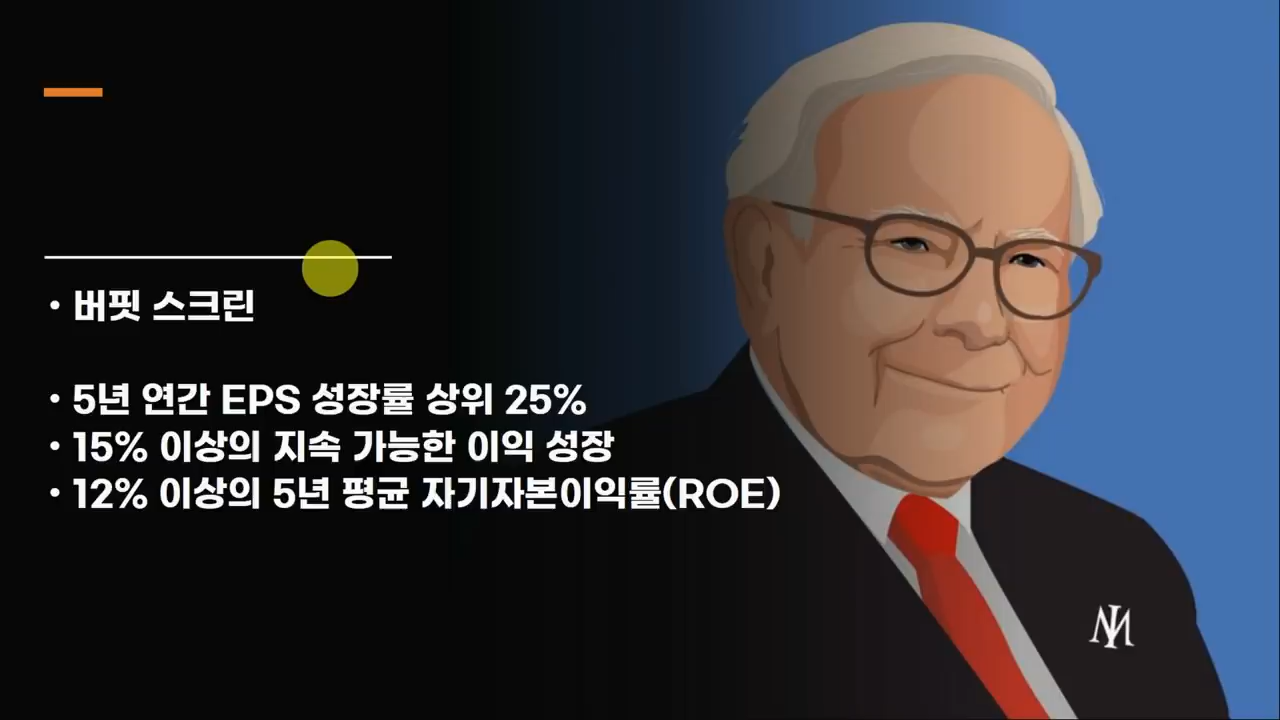 • 버핏 스크린
• 5년 연간 EPS 성장률 상위 25%
• 15% 이상의 지속 가능한 이익 성장
• 12% 이상의 5년 평균 자기자본이익률(ROE)